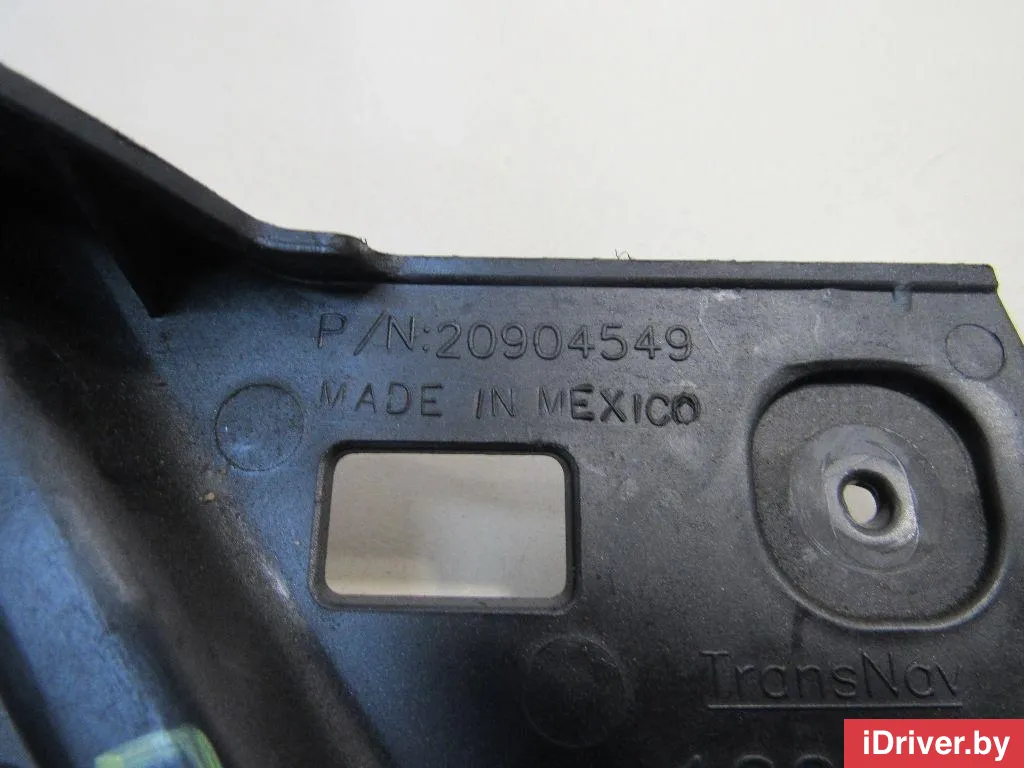 P/N:20904549
MADE IN MEXICO
TransNav
iDriver.by